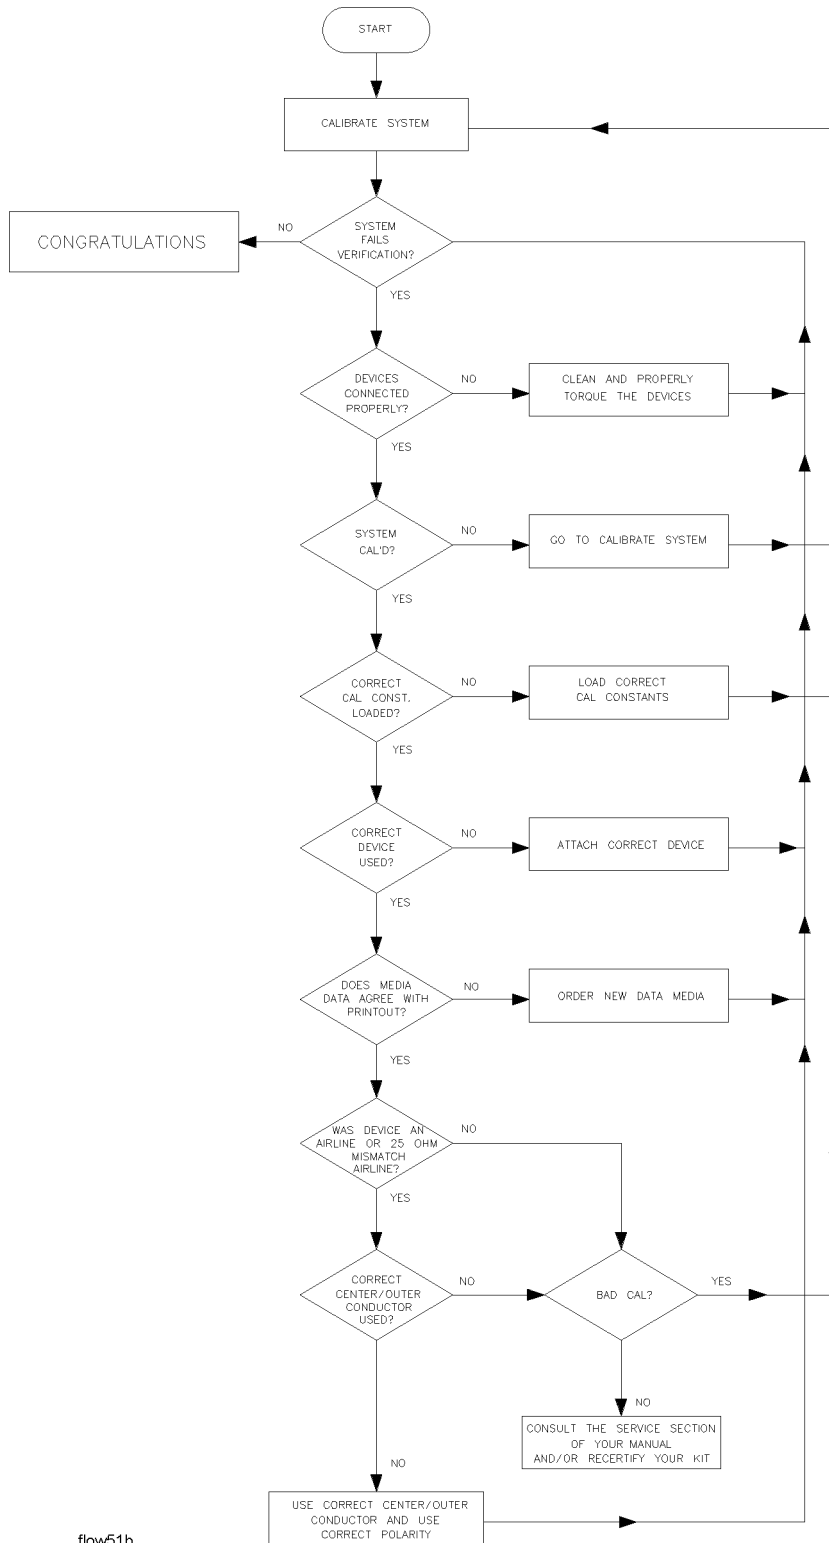 START
CALIBRATE SYSTEM
SYSTEM
FAILS
VERIFICATION?
NO
CONGRATULATIONS
YES
DEVICES
CONNECTED
PROPERLY?
NO
CLEAN AND PROPERLY
TORQUE THE DEVICES
YES
SYSTEM
CAL'D?
NO
GO TO CALIBRATE SYSTEM
YES
CORRECT
CAL CONST.
LOADED?
NO
LOAD CORRECT
CAL CONSTANTS
YES
CORRECT
DEVICE
USED?
NO
ATTACH CORRECT DEVICE
YES
DOES MEDIA
DATA AGREE WITH
PRINTOUT?
NO
ORDER NEW DATA MEDIA
YES
WAS DEVICE AN
AIRLINE OR 25 OHM
MISMATCH
AIRLINE?
NO
YES
CORRECT
CENTER/OUTER
CONDUCTOR
USED?
NO
BAD CAL?
YES
NO
CONSULT THE SERVICE SECTION
OF YOUR MANUAL
AND/OR RECERTIFY YOUR KIT
NO
USE CORRECT CENTER/OUTER
CONDUCTOR AND USE
CORRECT POLARITY
flow51h